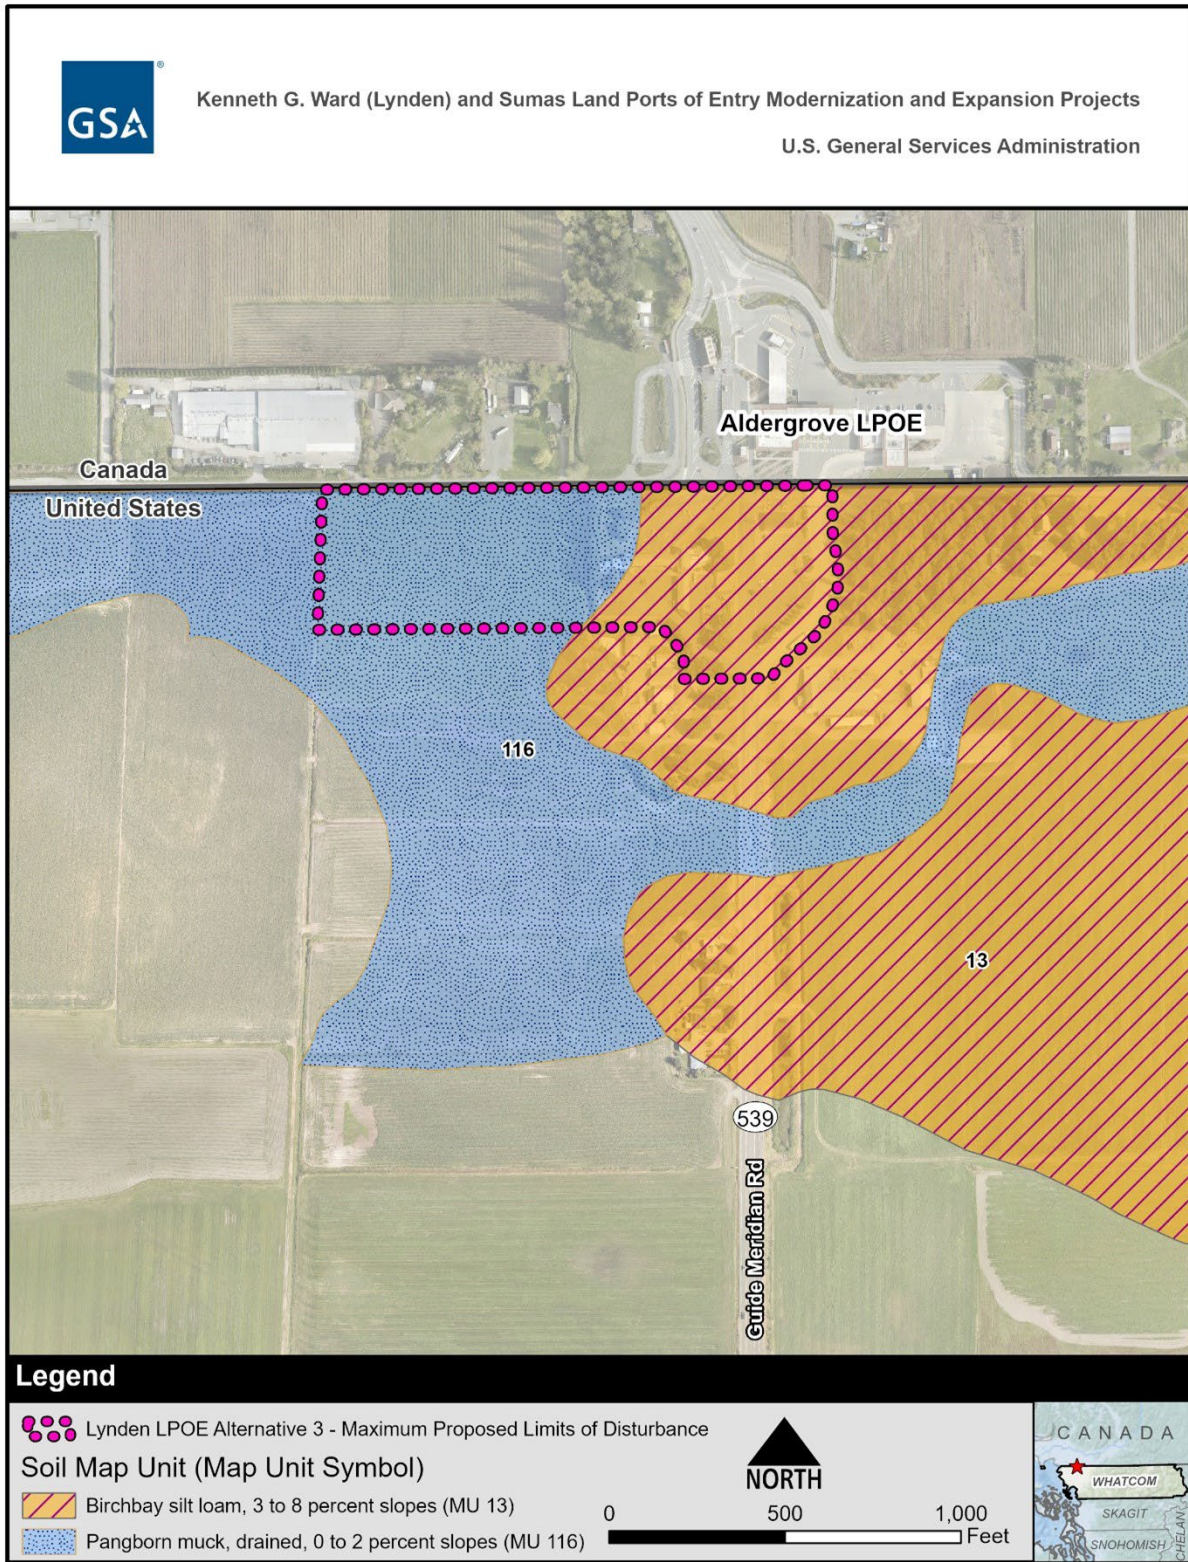 GSA
®
Kenneth G. Ward (Lynden) and Sumas Land Ports of Entry Modernization and Expansion Projects
U.S. General Services Administration
Aldergrove LPOE
Canada
United States
116
13
539
Guide Meridian Rd
Legend
Lynden LPOE Alternative 3 - Maximum Proposed Limits of Disturbance
Soil Map Unit (Map Unit Symbol)
Birchbay silt loam, 3 to 8 percent slopes (MU 13)
Pangborn muck, drained, 0 to 2 percent slopes (MU 116)
NORTH
0 500 1,000
Feet
CANADA
WHATCOM
SKAGIT
SNOHOMISH
CHELAN